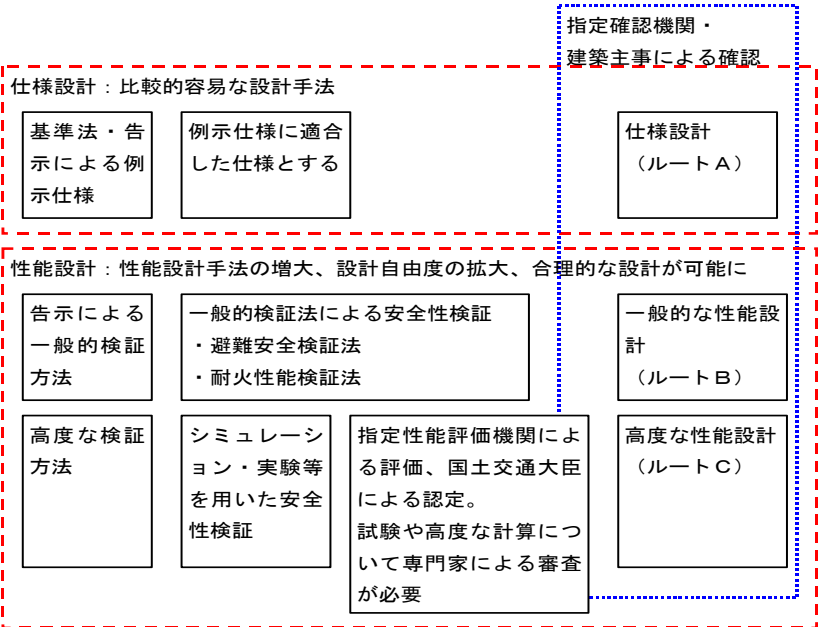 指定確認機関・
建築主事による確認
仕様設計：比較的容易な設計手法
基準法・告
示による例
示仕様
例示仕様に適合
した仕様とする
仕様設計
（ルートＡ）
性能設計：性能設計手法の増大、設計自由度の拡大、合理的な設計が可能に
告示による
一般的検証
方法
一般的検証法による安全性検証
・避難安全検証法
・耐火性能検証法
一般的な性能設
計
（ルートＢ）
高度な検証
方法
シミュレーシ
ョン・実験等
を用いた安全
性検証
指定性能評価機関によ
る評価、国土交通大臣
による認定。
試験や高度な計算につ
いて専門家による審査
が必要
高度な性能設計
（ルートＣ）